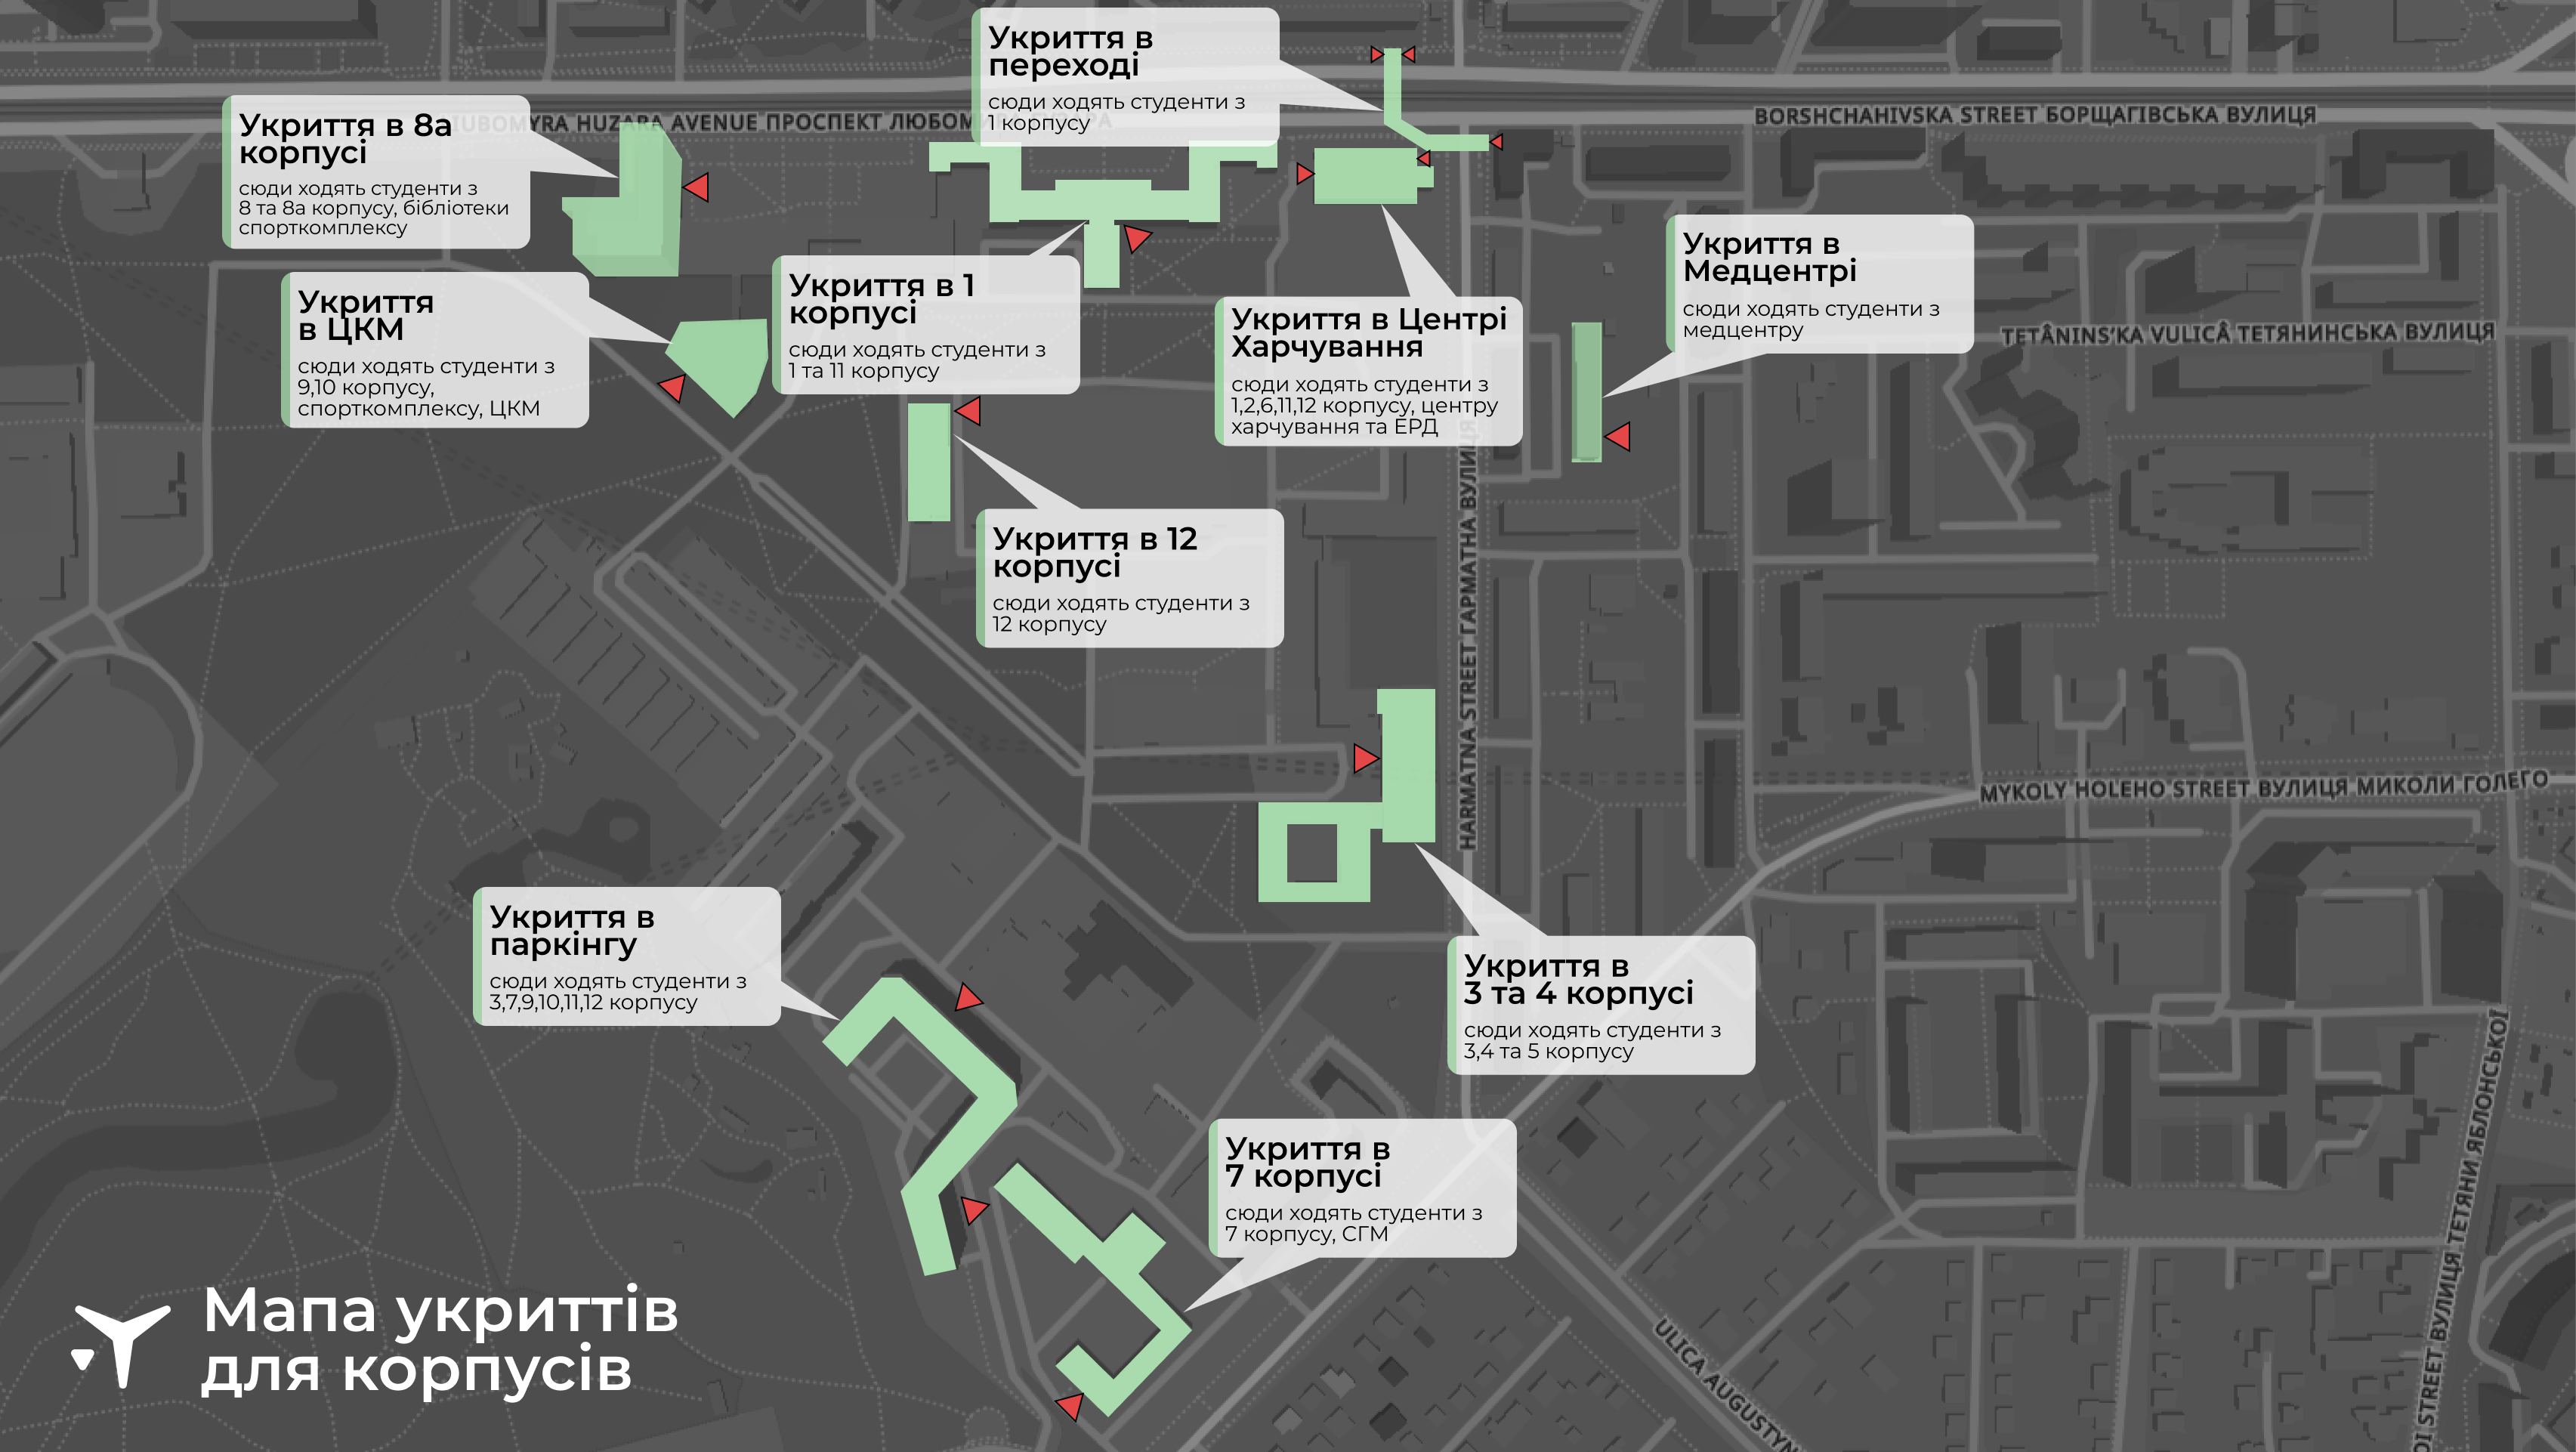 Укриття в
переході
сюди ходять студенти з
1 корпусу
Укриття в 8а
корпусі
сюди ходять студенти з
8 та 8а корпусу, бібліотеки
спорткомплексу
HUZARA AVENUE ПРОСПЕКТ
BORSHCHAHIVSKA STREET БОРЩАГІВСЬКА ВУЛИЦЯ
Укриття в
Медцентрі
сюди ходять студенти з
медцентру
Укриття
в ЦКМ
сюди ходять студенти з
9,10 корпусу,
спорткомплексу, ЦКМ
Укриття в 1
корпусі
сюди ходять студенти з
1 та 11 корпусу
Укриття в Центрі
Харчування
сюди ходять студенти з
1,2,6,11,12 корпусу, центру
харчування та ЕРД
TETÂNINS'KA VULICÂ ТЕТЯНИНСЬКА ВУЛИЦЯ
Укриття в 12
корпусі
сюди ходять студенти з
12 корпусу
HARMATNA STREET ГАРМАТНА ВУЛИЦЯ
MYKOLY HOLEHO STREET ВУЛИЦЯ МИКОЛИ ГОЛЕГО
Укриття в
паркінгу
сюди ходять студенти з
3,7,9,10,11,12 корпусу
Укриття в
3 та 4 корпусі
сюди ходять студенти з
3,4 та 5 корпусу
Укриття в
7 корпусі
сюди ходять студенти з
7 корпусу, СГМ
STREET ВУЛИЦЯ ТЕТЯНИ ЯБЛОНСЬКОЇ
ULICA AUGUSTYN
Мапа укриттів
для корпусів